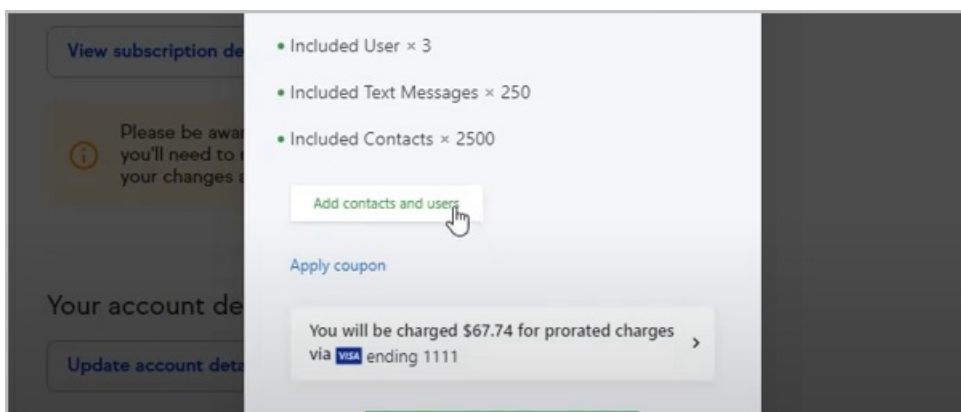 View subscription de
• Included User × 3
• Included Text Messages × 250
Please be awar
you'll need to
your changes a
• Included Contacts × 2500
Add contacts and users
Apply coupon
Your account de
You will be charged $67.74 for prorated charges
via VISA ending 1111
Update account deta